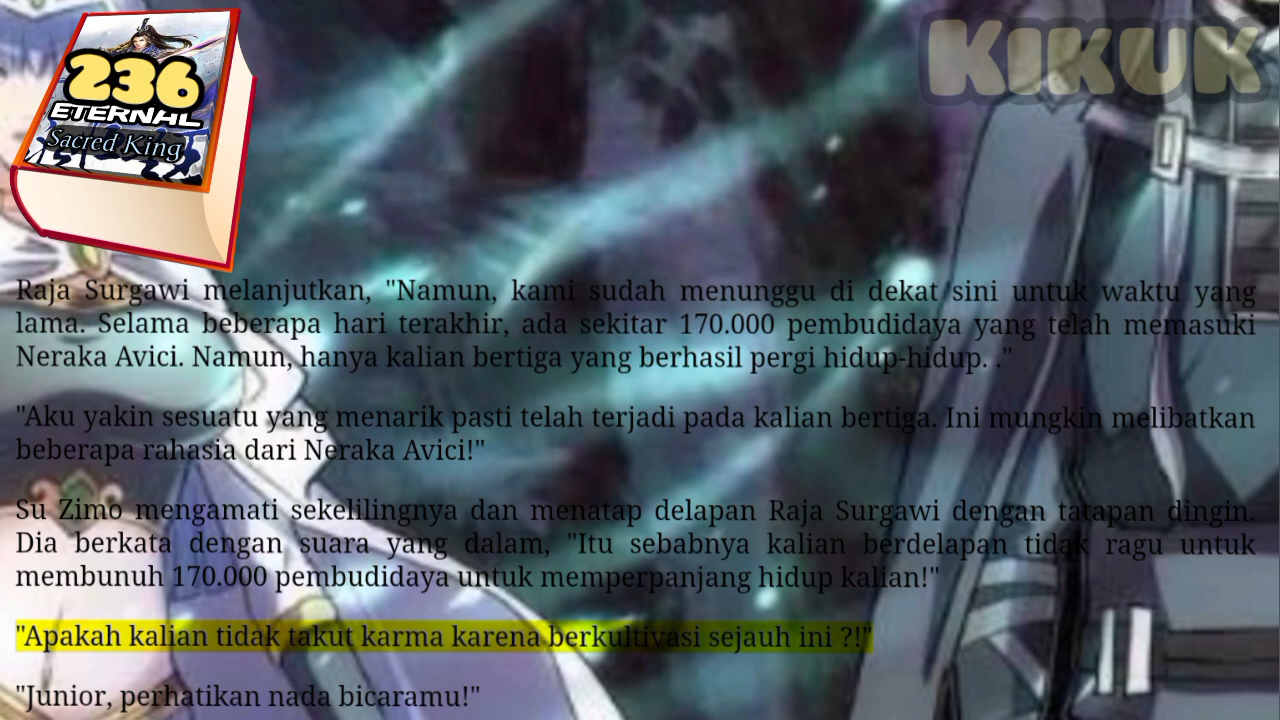 236
ETERNAL
Sacred King
KIKUK
Raja Surgawi melanjutkan, "Namun, kami sudah menunggu di dekat sini untuk waktu yang
lama. Selama beberapa hari terakhir, ada sekitar 170.000 pembudidaya yang telah memasuki
Neraka Avici. Namun, hanya kalian bertiga yang berhasil pergi hidup-hidup. ."
"Aku yakin sesuatu yang menarik pasti telah terjadi pada kalian bertiga. Ini mungkin melibatkan
beberapa rahasia dari Neraka Avici!"
Su Zimo mengamati sekelilingnya dan menatap delapan Raja Surgawi dengan tatapan dingin.
Dia berkata dengan suara yang dalam, "Itu sebabnya kalian berdelapan tidak ragu untuk
membunuh 170.000 pembudidaya untuk memperpanjang hidup kalian!"
"Apakah kalian tidak takut karma karena berkultivasi sejauh ini ?!"
"Junior, perhatikan nada bicaramu!"